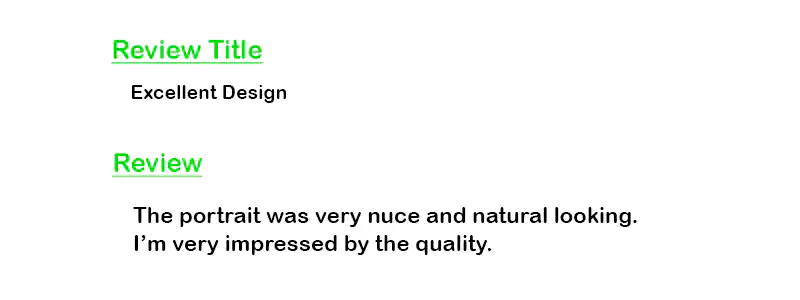 Review Title
Excellent Design
Review
The portrait was very nuce and natural looking.
I’m very impressed by the quality.